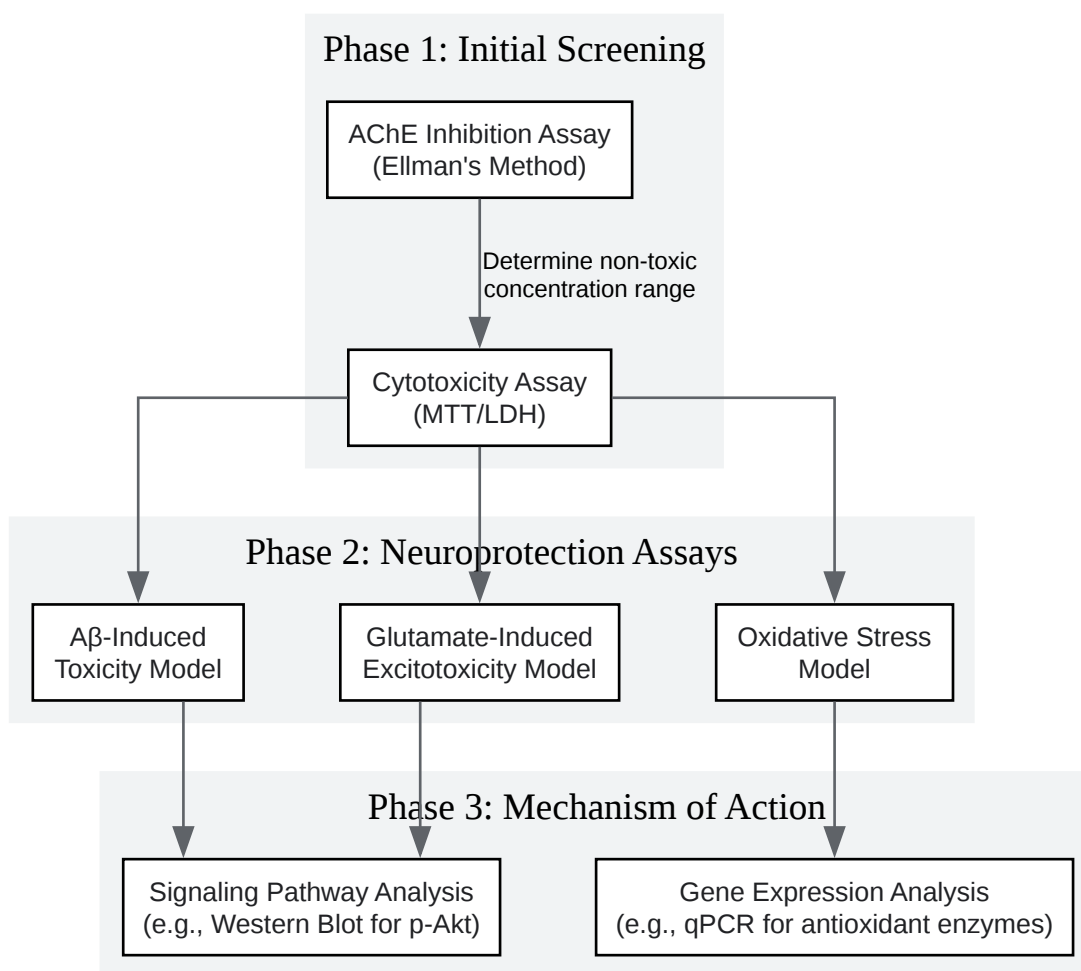 Phase 1: Initial Screening
AChE Inhibition Assay
(Ellman's Method)
Determine non-toxic
concentration range
Cytotoxicity Assay
(MTT/LDH)
Phase 2: Neuroprotection Assays
Aβ-Induced
Toxicity Model
Glutamate-Induced
Excitotoxicity Model
Oxidative Stress
Model
Phase 3: Mechanism of Action
Signaling Pathway Analysis
(e.g., Western Blot for p-Akt)
Gene Expression Analysis
(e.g., qPCR for antioxidant enzymes)